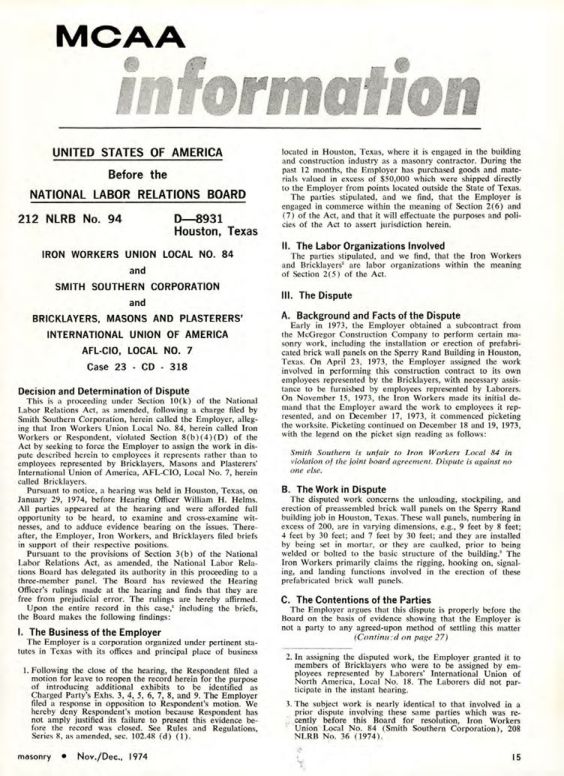 MCAA
information
UNITED STATES OF AMERICA
Before the
NATIONAL LABOR RELATIONS BOARD
212 NLRB No. 94 D—8931
Houston, Texas
IRON WORKERS UNION LOCAL NO. 84
and
SMITH SOUTHERN CORPORATION
and
BRICKLAYERS, MASONS AND PLASTERERS'
INTERNATIONAL UNION OF AMERICA
AFL-CIO, LOCAL NO. 7
Case 23 - CD - 318
Decision and Determination of Dispute
This is a proceeding under Section 10(k) of the National
Labor Relations Act, as amended, following a charge filed by
Smith Southern Corporation, herein called the Employer, alleg-
ing that Iron Workers Union Local No. 84, herein called Iron
Workers or Respondent, violated Section 8(b)(4)(D) of the
Act by seeking to force the Employer to assign the work in dis-
pute described herein to employees it represents rather than to
employees represented by Bricklayers, Masons and Plasterers'
International Union of America, AFL-CIO, Local No. 7, herein
called Bricklayers.
Pursuant to notice, a hearing was held in Houston, Texas, on
January 29, 1974, before Hearing Officer William H. Helms.
All parties appeared at the hearing and were afforded full
opportunity to be heard, to examine and cross-examine wit-
nesses, and to adduce evidence bearing on the issues. There-
after, the Employer, Iron Workers, and Bricklayers filed briefs
in support of their respective positions.
Pursuant to the provisions of Section 3(b) of the National
Labor Relations Act, as amended, the National Labor Rela-
tions Board has delegated its authority in this proceeding to a
three-member panel. The Board has reviewed the Hearing
Officer's rulings made at the hearing and finds that they are
free from prejudicial error. The rulings are hereby affirmed.
Upon the entire record in this case,¹ including the briefs,
the Board makes the following findings:
I. The Business of the Employer
The Employer is a corporation organized under pertinent sta-
tutes in Texas with its offices and principal place of business
1. Following the close of the hearing, the Respondent filed a
motion for leave to reopen the record herein for the purpose
of introducing additional exhibits to be identified as
Charged Party's Exhs. 3, 4, 5, 6, 7, 8, and 9. The Employer
filed a response in opposition to Respondent's motion. We
hereby deny Respondent's motion because Respondent has
not amply justified its failure to present this evidence be-
fore the record was closed. See Rules and Regulations,
Series 8, as amended, sec. 102.48 (d) (1).
located in Houston, Texas, where it is engaged in the building
and construction industry as a masonry contractor. During the
past 12 months, the Employer has purchased goods and mate-
rials valued in excess of $50,000 which were shipped directly
to the Employer from points located outside the State of Texas.
The parties stipulated, and we find, that the Employer is
engaged in commerce within the meaning of Section 2(6) and
(7) of the Act, and that it will effectuate the purposes and poli-
cies of the Act to assert jurisdiction herein.
II. The Labor Organizations Involved
The parties stipulated, and we find, that the Iron Workers
and Bricklayers² are labor organizations within the meaning
of Section 2(5) of the Act.
III. The Dispute
A. Background and Facts of the Dispute
Early in 1973, the Employer obtained a subcontract from
the McGregor Construction Company to perform certain ma-
sonry work, including the installation or erection of prefabri-
cated brick wall panels on the Sperry Rand Building in Houston,
Texas. On April 23, 1973, the Employer assigned the work
involved in performing this construction contract to its own
employees represented by the Bricklayers, with necessary assis-
tance to be furnished by employees represented by Laborers.
On November 15, 1973, the Iron Workers made its initial de-
mand that the Employer award the work to employees it rep-
resented, and on December 17, 1973, it commenced picketing
the worksite. Picketing continued on December 18 and 19, 1973,
with the legend on the picket sign reading as follows:
Smith Southern is unfair to Iron Workers Local 84 in
violation of the joint board agreement. Dispute is against no
one else.
B. The Work in Dispute
The disputed work concerns the unloading, stockpiling, and
erection of preassembled brick wall panels on the Sperry Rand
building job in Houston, Texas. These wall panels, numbering in
excess of 200, are in varying dimensions, e.g., 9 feet by 8 feet;
4 feet by 30 feet; and 7 feet by 30 feet; and they are installed
by being set in mortar, or they are caulked, prior to being
welded or bolted to the basic structure of the building.³ The
Iron Workers primarily claims the rigging, hooking on, signal-
ing, and landing functions involved in the erection of these
prefabricated brick wall panels.
C. The Contentions of the Parties
The Employer argues that this dispute is properly before the
Board on the basis of evidence showing that the Employer is
not a party to any agreed-upon method of settling this matter
(Continued on page 27)
2. In assigning the disputed work, the Employer granted it to
members of Bricklayers who were to be assigned by em-
ployees represented by Laborers' International Union of
North America, Local No. 18. The Laborers did not par-
ticipate in the instant hearing.
3. The subject work is nearly identical to that involved in a
prior dispute involving these same parties which was re-
cently before this Board for resolution, Iron Workers
Union Local No. 84 (Smith Southern Corporation), 208
NLRB No. 36 (1974).
masonry • Nov./Dec., 1974
15